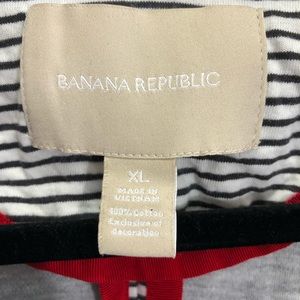 BANANA REPUBLIC
XL
MADE IN
VIETNAM
100% Cotton
Exclusive of
decoration